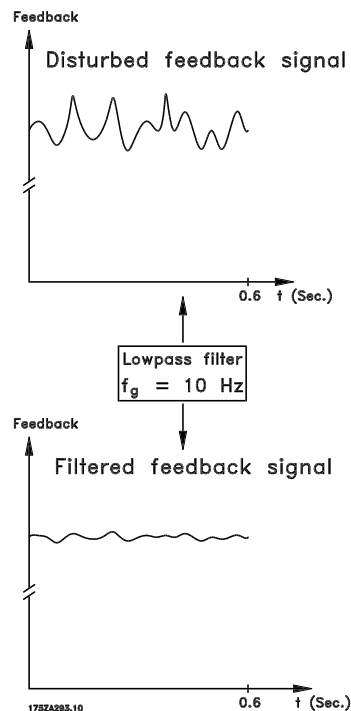 Feedback
Disturbed feedback signal
0.6 t (Sec.)
Lowpass filter
fg = 10 Hz
Feedback
Filtered feedback signal
0.6 t (Sec.)
175ZA293.10